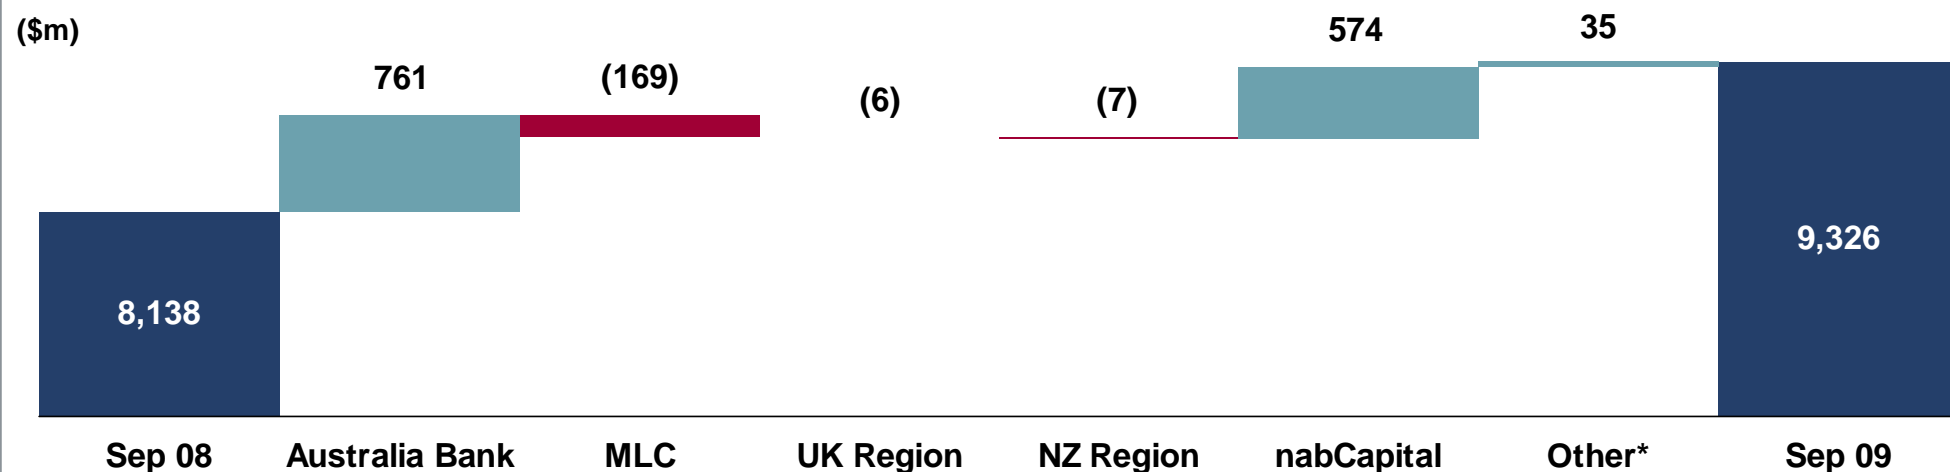 ($m)
761
(169)
(6)
(7)
574
35
8,138
9,326
Sep 08
Australia Bank
MLC
UK Region
NZ Region
nabCapital
Other*
Sep 09